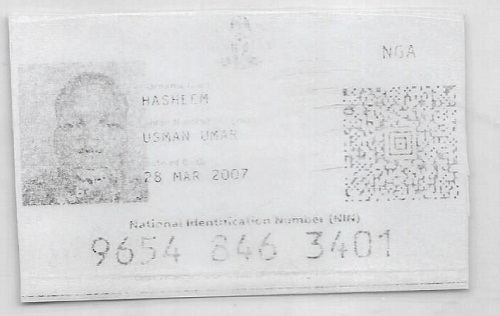 NGA
HASHEEM
USMAN UMAR
28 MAR 2007
National Identification Number (NIN)
9654 846 3401